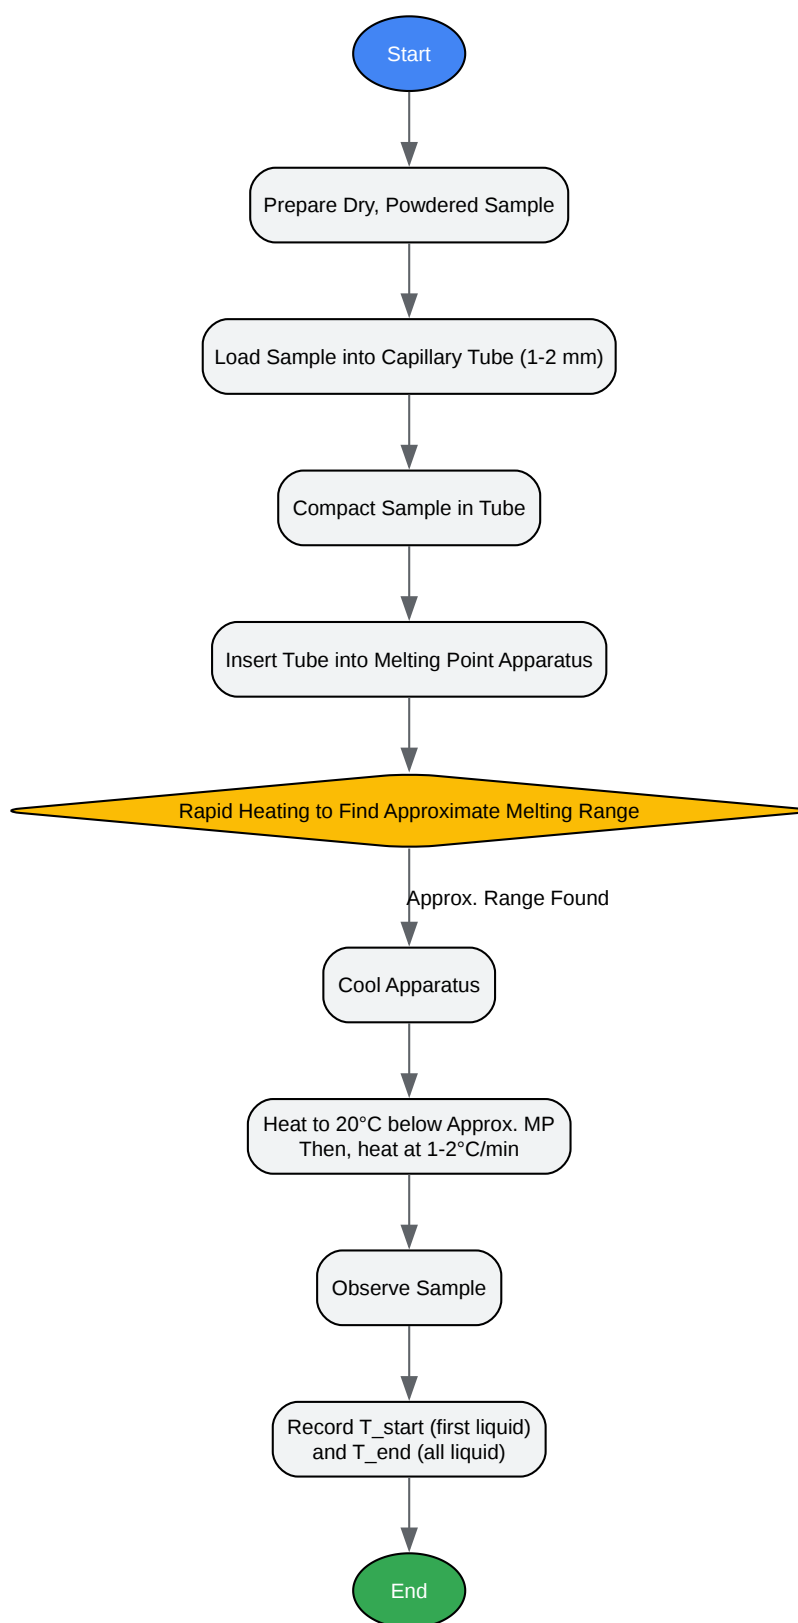 Start
Prepare Dry, Powdered Sample
Load Sample into Capillary Tube (1-2 mm)
Compact Sample in Tube
Insert Tube into Melting Point Apparatus
Rapid Heating to Find Approximate Melting Range
Approx. Range Found
Cool Apparatus
Heat to 20°C below Approx. MP
Then, heat at 1-2°C/min
Observe Sample
Record T_start (first liquid)
and T_end (all liquid)
End